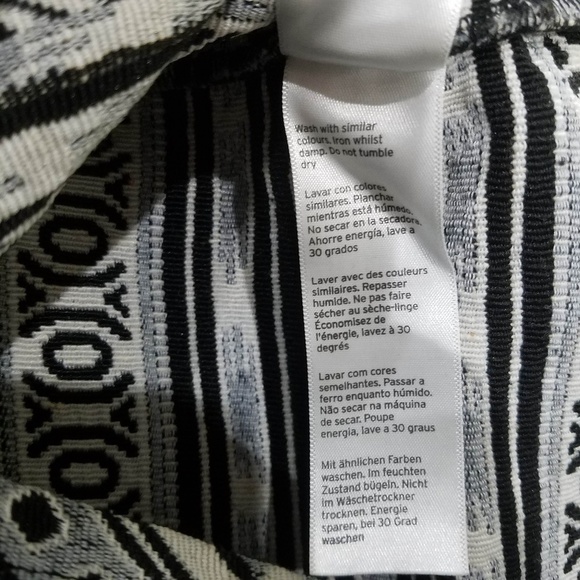 Wash with similar
colours. Iron whilst
damp. Do not tumble
dry
Lavar con colores
similares. Planchar
mientras está húmedo.
No secar en la secadora.
Ahorre energía, lave a
30 grados
Laver avec des couleurs
similaires. Repasser
humide. Ne pas faire
sécher au sèche-linge
Économisez de
l'énergie, lavez à 30
degrés
Lavar com cores
semelhantes. Passar a
ferro enquanto húmido.
Não secar na máquina
de secar. Poupe
energia, lave a 30 graus
Mit ähnlichen Farben
waschen. Im feuchten
Zustand bügeln. Nicht
im Wäschetrockner
trocknen. Energie
sparen, bei 30 Grad
waschen